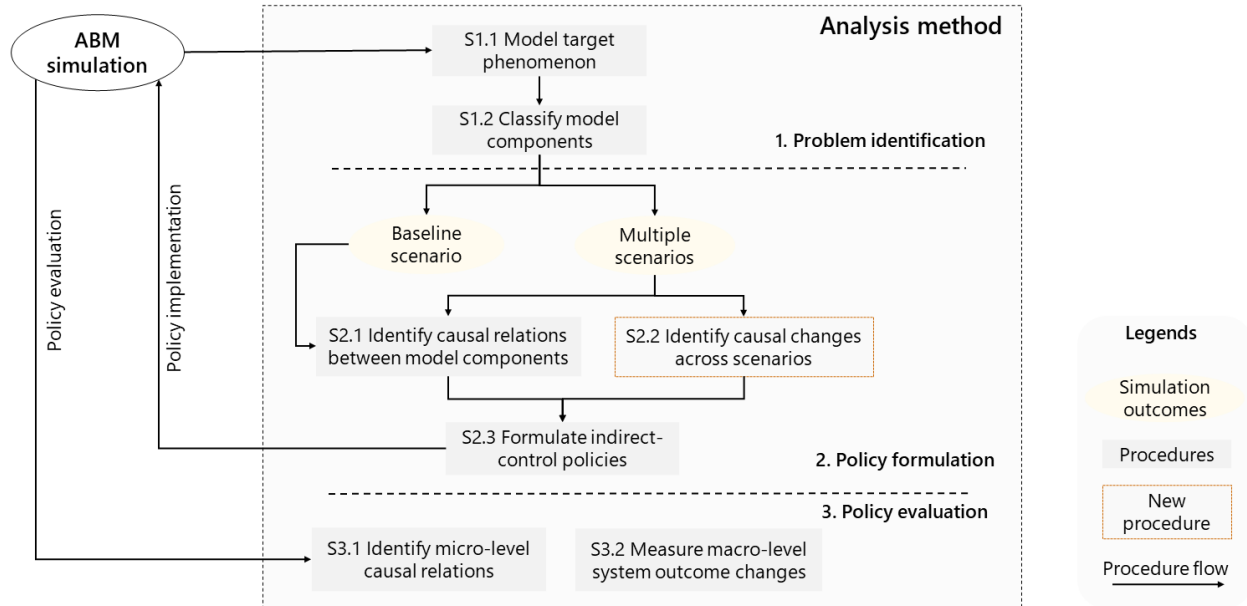 ABM
simulation
Analysis method
S1.1 Model target
phenomenon
S1.2 Classify model
components
1. Problem identification
Policy evaluation
Policy implementation
Baseline
scenario
Multiple
scenarios
S2.1 Identify causal relations
between model components
S2.2 Identify causal changes
across scenarios
S2.3 Formulate indirect-
control policies
2. Policy formulation
3. Policy evaluation
S3.1 Identify micro-level
causal relations
S3.2 Measure macro-level
system outcome changes
Legends
Simulation
outcomes
Procedures
New
procedure
Procedure flow